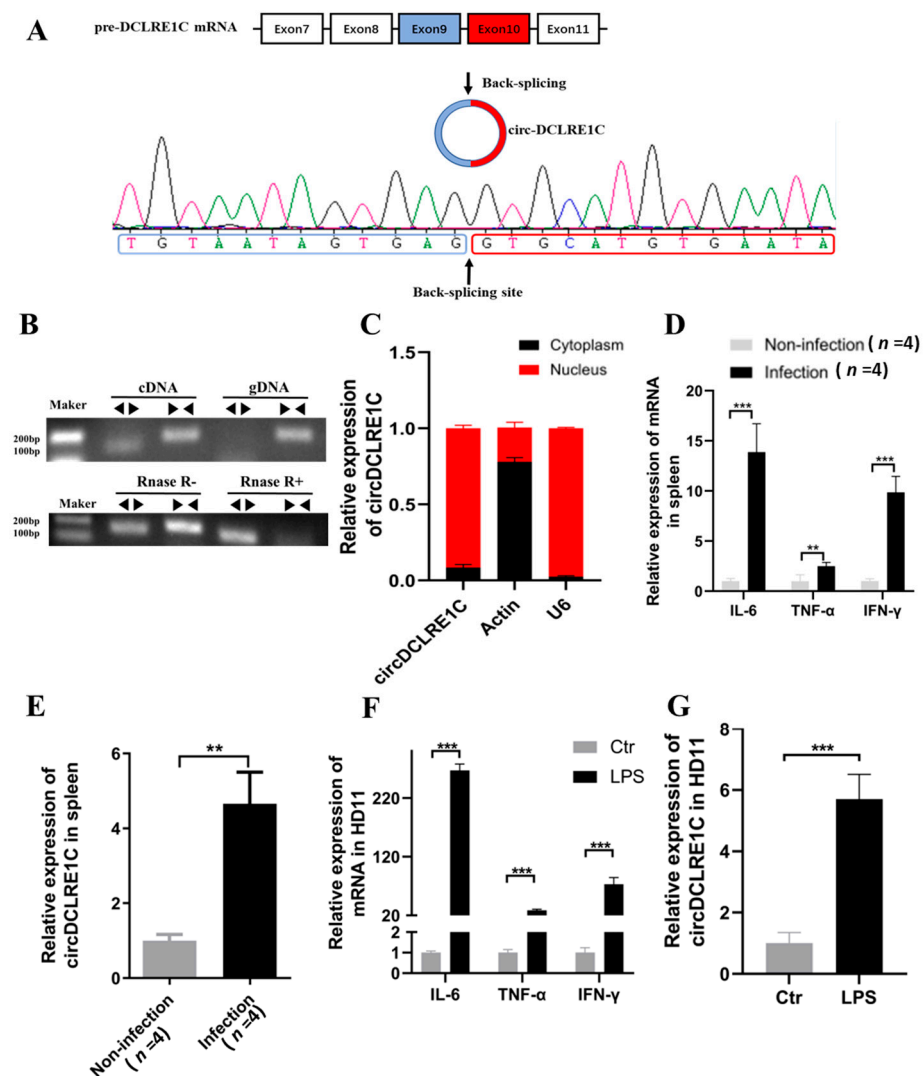 A
pre-DCLRE1C mRNA
Exon7 Exon8 Exon9 Exon10 Exon11
Back-splicing
circ-DCLRE1C
T G T A A T A G T G A G G T G C A T G T G A A T A
Back-splicing site
B
cDNA gDNA
Maker
200bp
100bp
Rnase R- Rnase R+
Maker
200bp
100bp
C
Cytoplasm
Nucleus
Relative expression
of circDCLRE1C
1.5
1.0
0.5
0.0
circDCLRE1C Actin U6
D
Non-infection ( n =4)
Infection ( n =4)
Relative expression of mRNA
in spleen
20
15
10
5
0
*** ** ***
IL-6 TNF-α IFN-γ
E
Relative expression of
circDCLRE1C in spleen
6
4
2
0
**
Non-infection
( n =4)
Infection
( n =4)
F
Ctr
LPS
Relative expression of
mRNA in HD11
220
120
20
2
1
0
*** *** ***
IL-6 TNF-α IFN-γ
G
Relative expression of
circDCLRE1C in HD11
8
6
4
2
0
***
Ctr LPS